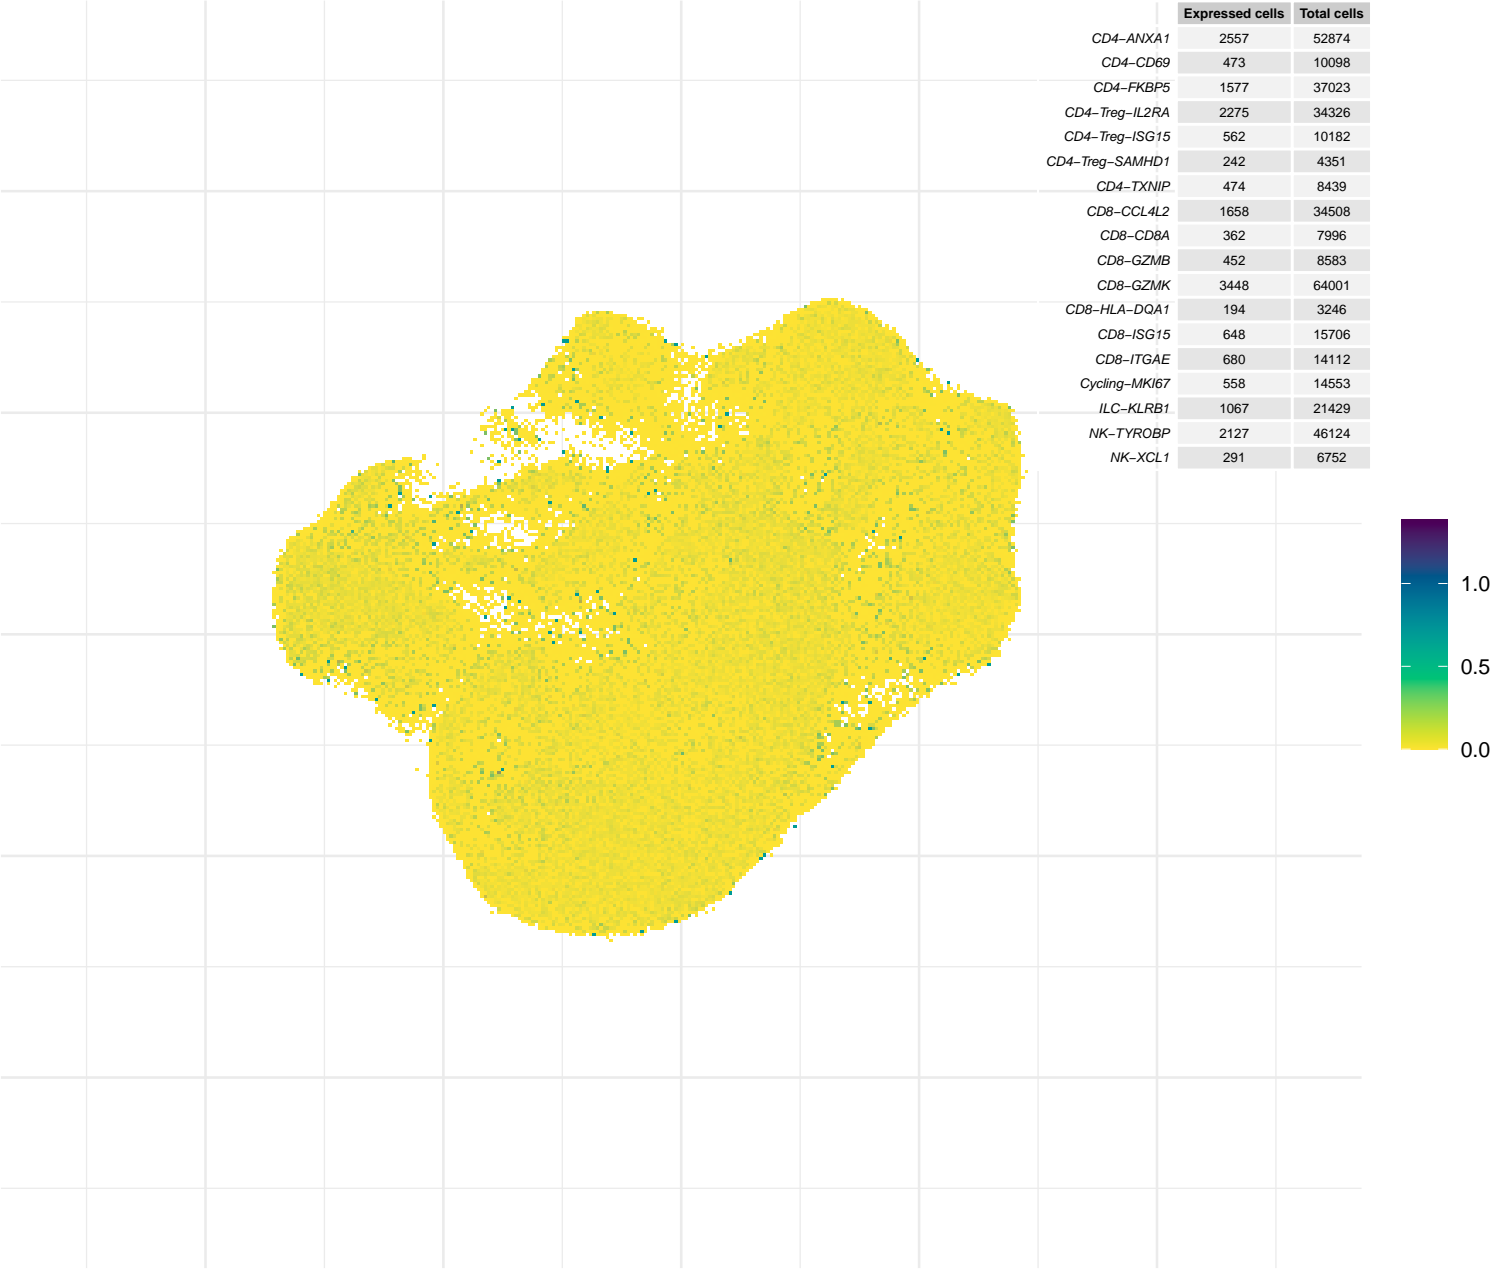 Expressed cells Total cells
CD4−ANXA1 2557 52874
CD4−CD69 473 10098
CD4−FKBP5 1577 37023
CD4−Treg−IL2RA 2275 34326
CD4−Treg−ISG15 562 10182
CD4−Treg−SAMHD1 242 4351
CD4−TXNIP 474 8439
CD8−CCL4L2 1658 34508
CD8−CD8A 362 7996
CD8−GZMB 452 8583
CD8−GZMK 3448 64001
CD8−HLA−DQA1 194 3246
CD8−ISG15 648 15706
CD8−ITGAE 680 14112
Cycling−MKI67 558 14553
ILC−KLRB1 1067 21429
NK−TYROBP 2127 46124
NK−XCL1 291 6752
1.0
0.5
0.0